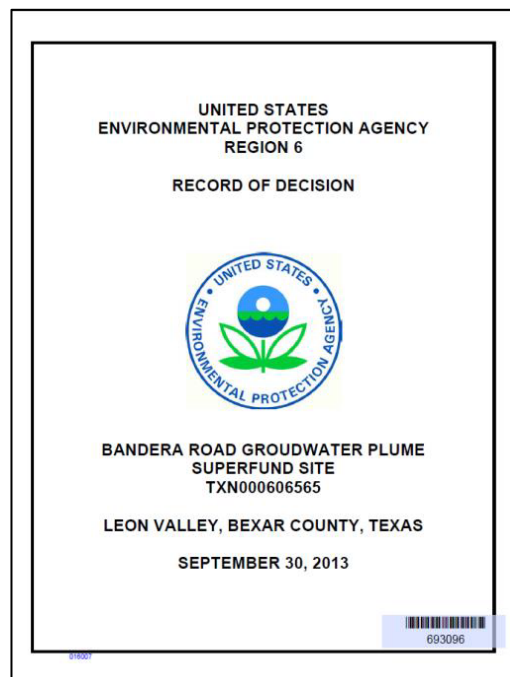 UNITED STATES
ENVIRONMENTAL PROTECTION AGENCY
REGION 6
RECORD OF DECISION
UNITED STATES
ENVIRONMENTAL PROTECTION AGENCY
BANDERA ROAD GROUDWATER PLUME
SUPERFUND SITE
TXN000606565
LEON VALLEY, BEXAR COUNTY, TEXAS
SEPTEMBER 30, 2013
693096
016007